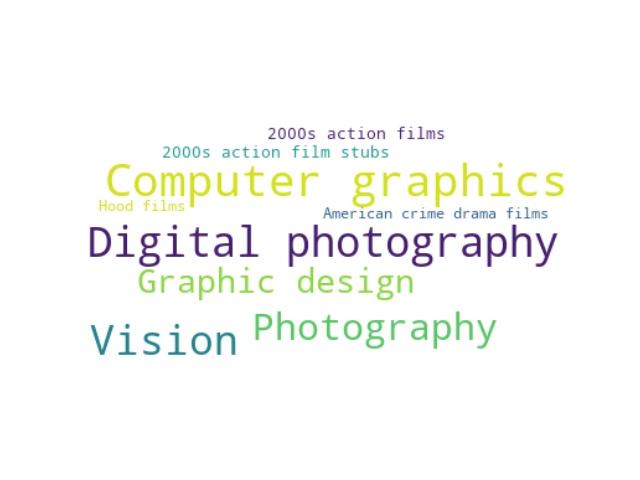 2000s action films
2000s action film stubs
Computer graphics
Hood films
American crime drama films
Digital photography
Graphic design
Photography
Vision